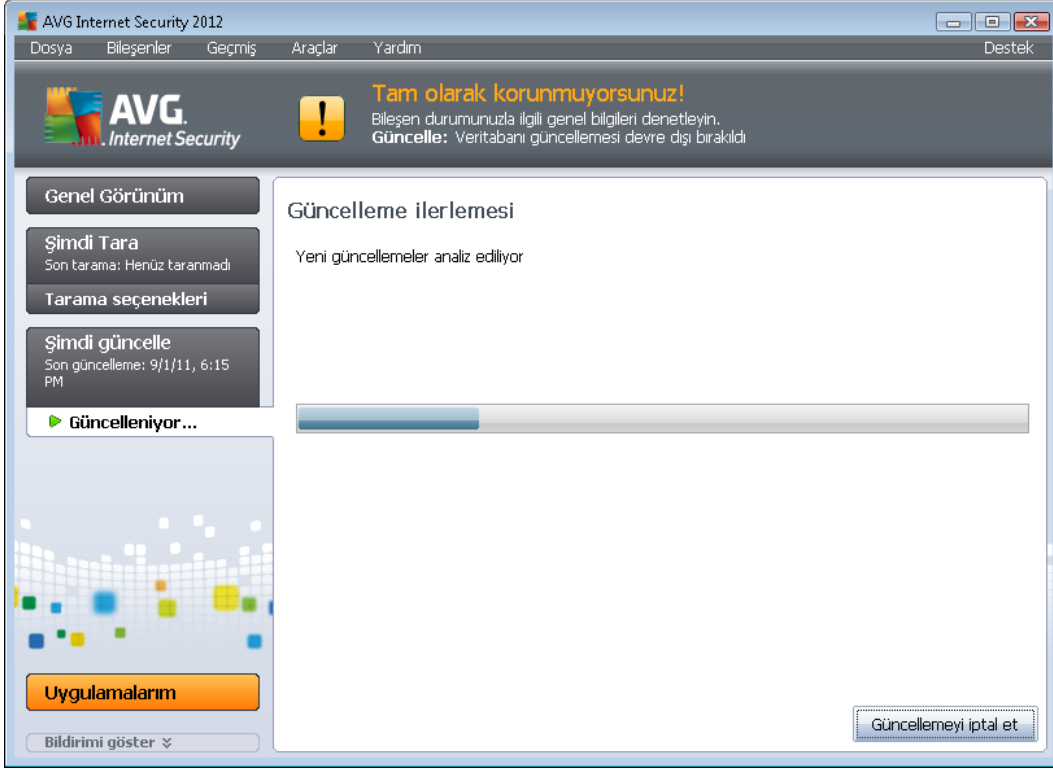 AVG Internet Security 2012
Dosya Bileşenler Geçmiş Araçlar Yardım Destek
AVG.
Internet Security
!
Tam olarak korunmuyorsunuz!
Bileşen durumunuzla ilgili genel bilgileri denetleyin.
Güncelle: Veritabanı güncellemesi devre dışı bırakıldı
Genel Görünüm
Şimdi Tara
Son tarama: Henüz taranmadı
Tarama seçenekleri
Şimdi güncelle
Son güncelleme: 9/1/11, 6:15
PM
Güncelleniyor...
Uygulamalarım
Bildirimi göster
Güncelleme ilerlemesi
Yeni güncellemeler analiz ediliyor
Güncellemeyi iptal et